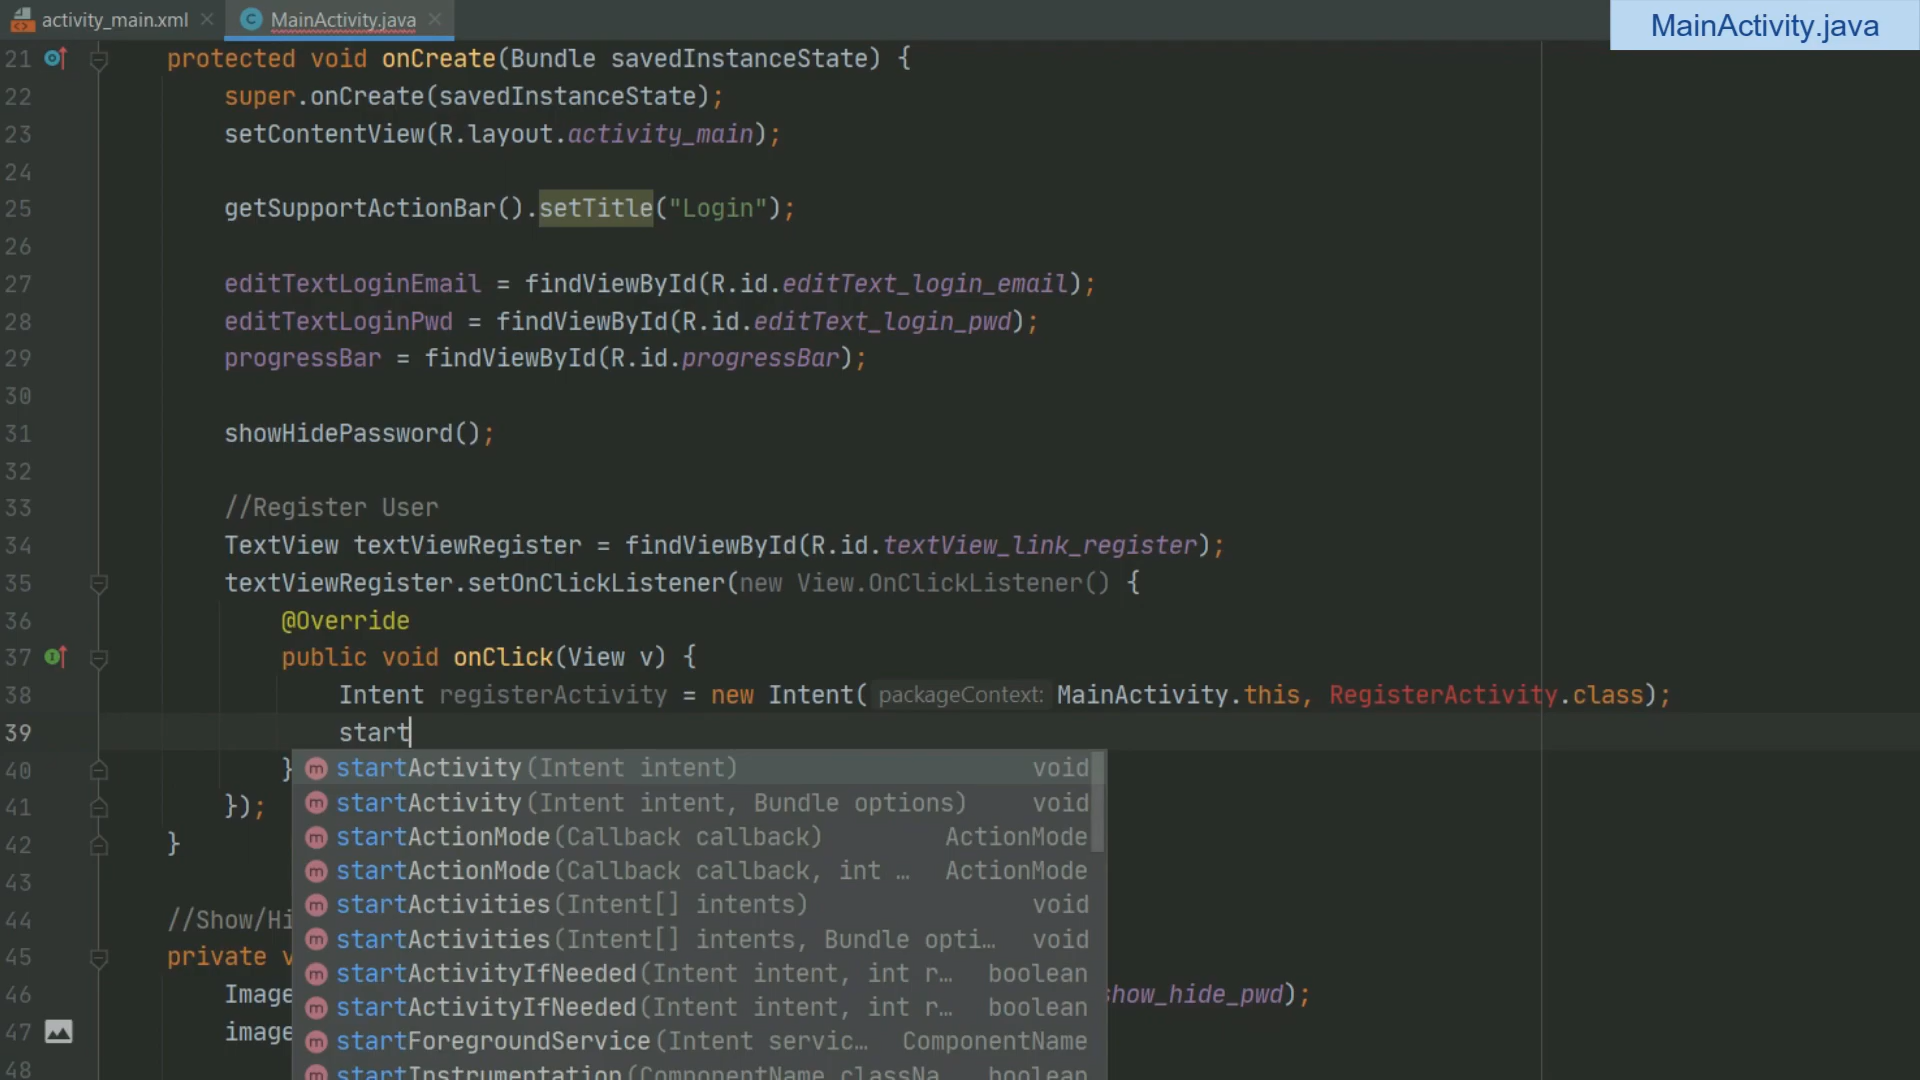 activity_main.xml
MainActivity.java
MainActivity.java
21 protected void onCreate(Bundle savedInstanceState) {
22 super.onCreate(savedInstanceState);
23 setContentView(R.layout.activity_main);
24
25 getSupportActionBar().setTitle("Login");
26
27 editTextLoginEmail = findViewById(R.id.editText_login_email);
28 editTextLoginPwd = findViewById(R.id.editText_login_pwd);
29 progressBar = findViewById(R.id.progressBar);
30
31 showHidePassword();
32
33 //Register User
34 TextView textViewRegister = findViewById(R.id.textView_link_register);
35 textViewRegister.setOnClickListener(new View.OnClickListener() {
36 @Override
37 public void onClick(View v) {
38 Intent registerActivity = new Intent( packageContext: MainActivity.this, RegisterActivity.class);
39 start
startActivity(Intent intent) void
40 }
startActivity(Intent intent, Bundle options) void
41 });
startActionMode(Callback callback) ActionMode
42 }
startActionMode(Callback callback, int … ActionMode
43
startActivities(Intent[] intents) void
44 //Show/Hi
startActivities(Intent[] intents, Bundle opti… void
45 private v
startActivityIfNeeded(Intent intent, int r… boolean
46 Image show_hide_pwd);
startActivityIfNeeded(Intent intent, int r… boolean
47 image
startForegroundService(Intent servic… ComponentName
48
startInstrumentation(ComponentName classNa… boolean